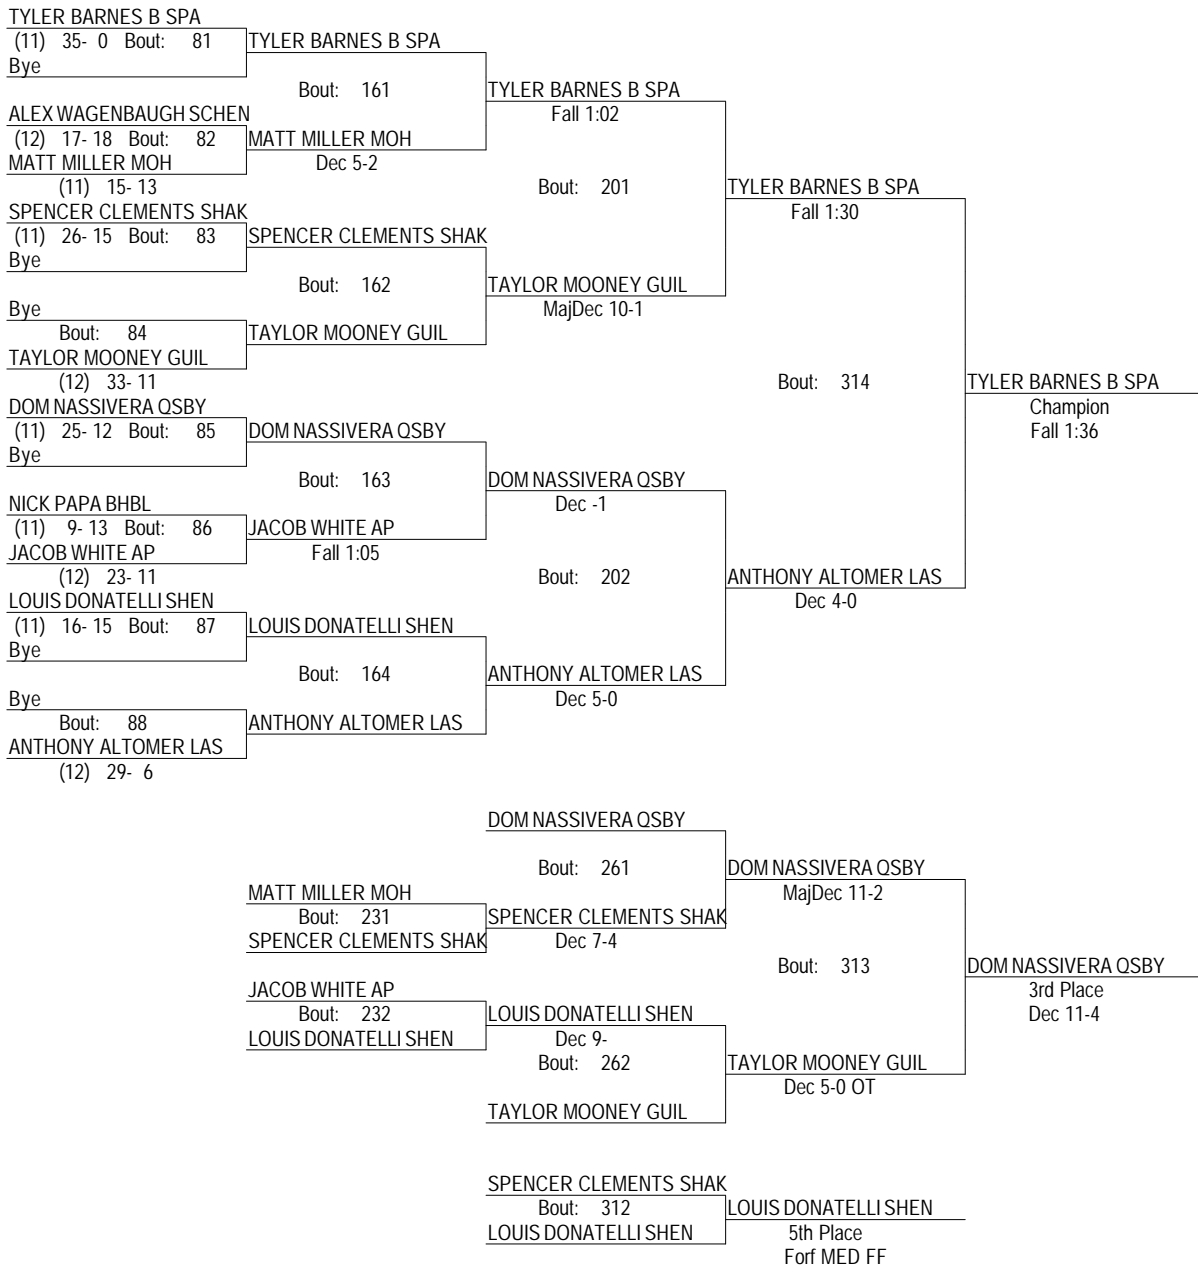 TYLER BARNES B SPA
(11) 35- 0 Bout: 81 TYLER BARNES B SPA
Bye
Bout: 161 TYLER BARNES B SPA
ALEX WAGENBAUGH SCHEN Fall 1:02
(12) 17- 18 Bout: 82 MATT MILLER MOH
MATT MILLER MOH Dec 5-2
(11) 15- 13 Bout: 201 TYLER BARNES B SPA
SPENCER CLEMENTS SHAK Fall 1:30
(11) 26- 15 Bout: 83 SPENCER CLEMENTS SHAK
Bye
Bout: 162 TAYLOR MOONEY GUIL
Bye MajDec 10-1
Bout: 84 TAYLOR MOONEY GUIL
TAYLOR MOONEY GUIL
(12) 33- 11 Bout: 314 TYLER BARNES B SPA
DOM NASSIVERA QSBY Champion
(11) 25- 12 Bout: 85 DOM NASSIVERA QSBY Fall 1:36
Bye
Bout: 163 DOM NASSIVERA QSBY
NICK PAPA BHBL Dec -1
(11) 9- 13 Bout: 86 JACOB WHITE AP
JACOB WHITE AP Fall 1:05
(12) 23- 11 Bout: 202 ANTHONY ALTOMER LAS
LOUIS DONATELLI SHEN Dec 4-0
(11) 16- 15 Bout: 87 LOUIS DONATELLI SHEN
Bye
Bout: 164 ANTHONY ALTOMER LAS
Bye Dec 5-0
Bout: 88 ANTHONY ALTOMER LAS
ANTHONY ALTOMER LAS
(12) 29- 6
DOM NASSIVERA QSBY
Bout: 261 DOM NASSIVERA QSBY
MATT MILLER MOH MajDec 11-2
Bout: 231 SPENCER CLEMENTS SHAK
SPENCER CLEMENTS SHAK Dec 7-4
Bout: 313 DOM NASSIVERA QSBY
JACOB WHITE AP 3rd Place
Bout: 232 LOUIS DONATELLI SHEN Dec 11-4
LOUIS DONATELLI SHEN Dec 9-
Bout: 262 TAYLOR MOONEY GUIL
Dec 5-0 OT
TAYLOR MOONEY GUIL
SPENCER CLEMENTS SHAK
Bout: 312 LOUIS DONATELLI SHEN
LOUIS DONATELLI SHEN 5th Place
Forf MED FF